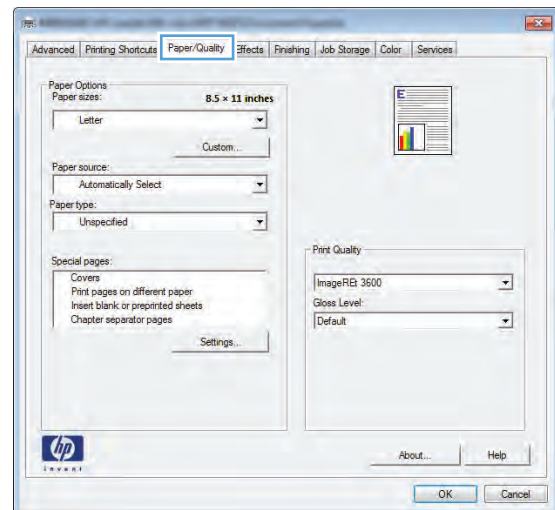 Advanced Printing Shortcuts Paper/Quality Effects Finishing Job Storage Color Services
Paper Options
Paper sizes: 8.5 × 11 inches
Letter
Custom...
Paper source:
Automatically Select
Paper type:
Unspecified
Special pages:
Covers
Print pages on different paper
Insert blank or preprinted sheets
Chapter separator pages
Settings...
E
Print Quality
ImageREt 3600
Gloss Level:
Default
hp
invent
About... Help
OK Cancel